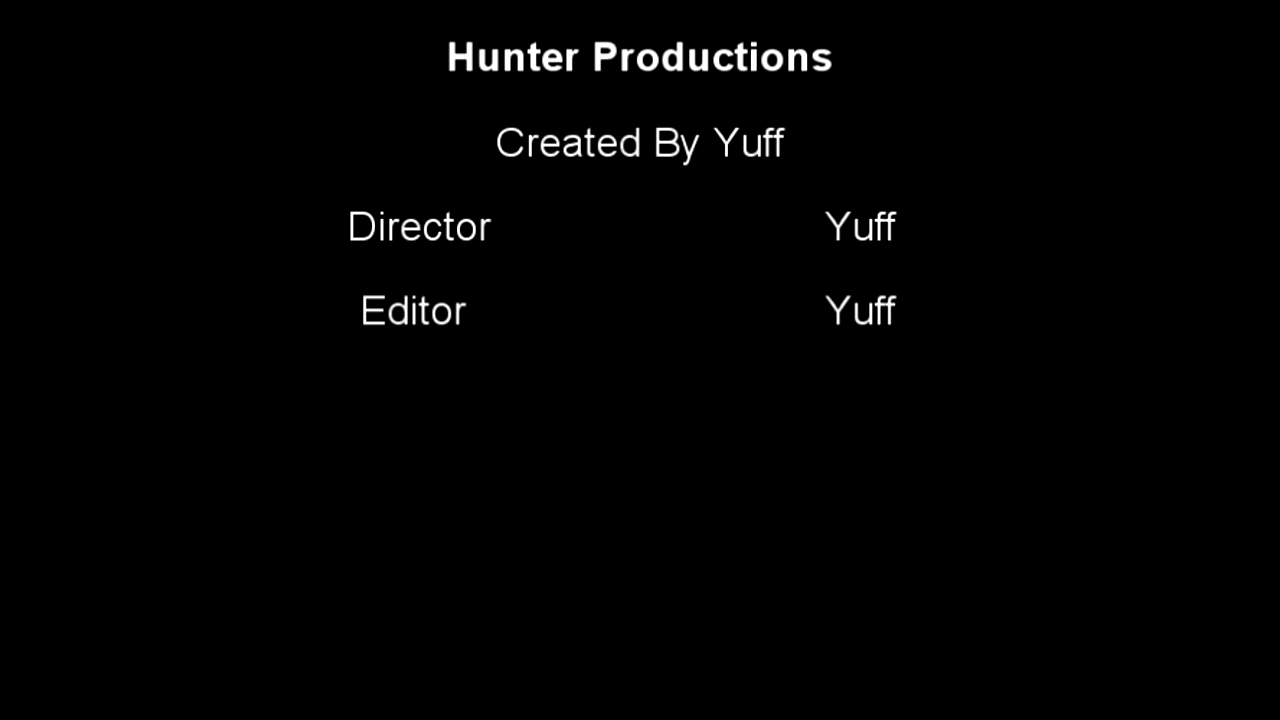 Hunter Productions
Created By Yuff
Director Yuff
Editor Yuff